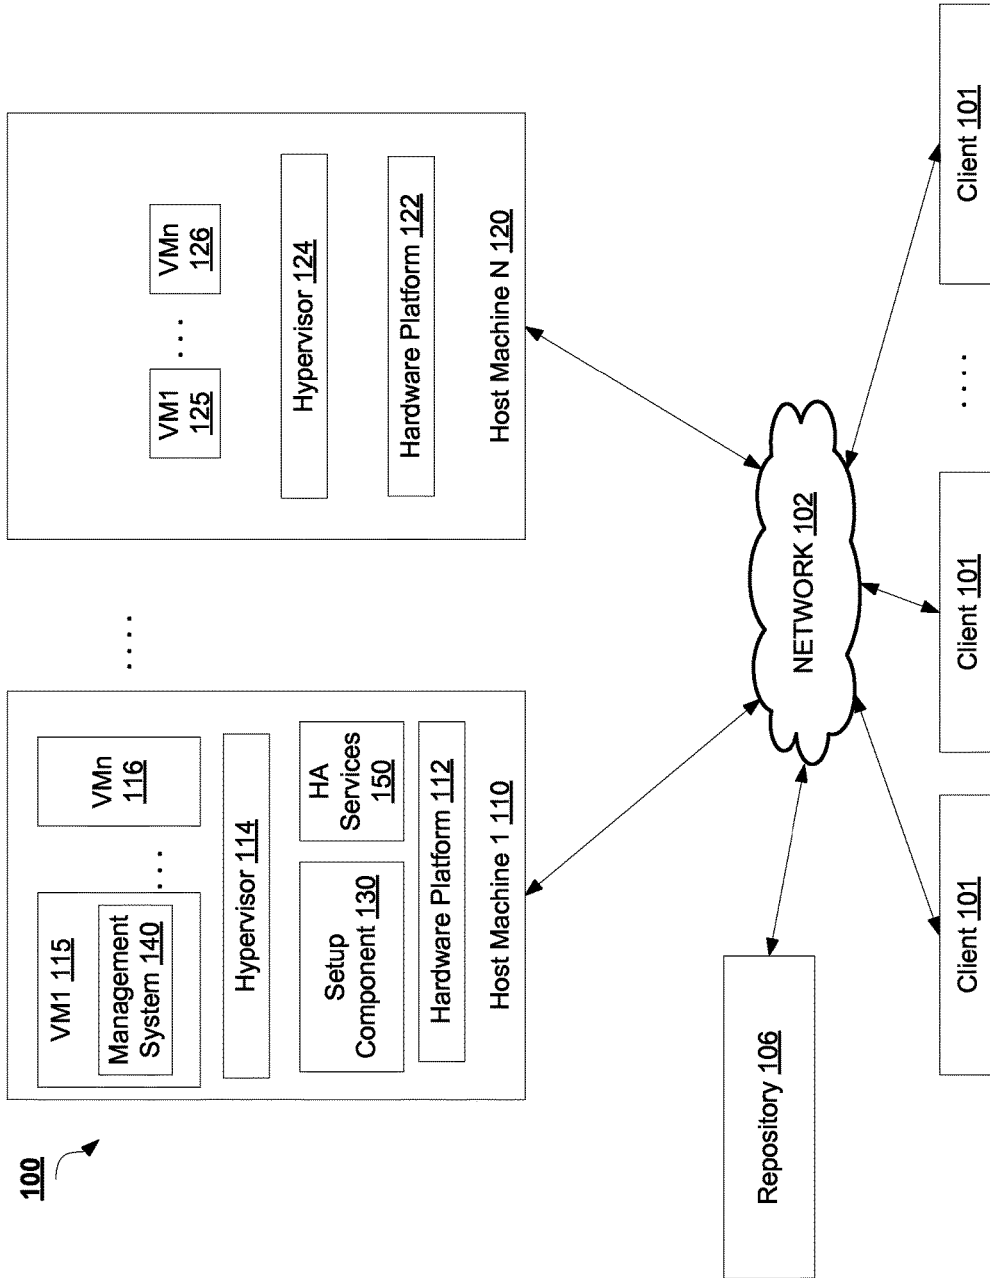 100
VM1 115
Management
System 140
. . . .
VMn
116
Hypervisor 114
Setup
Component 130
HA
Services
150
Hardware Platform 112
Host Machine 1 110
. . . .
VM1
125
. . . .
VMn
126
Hypervisor 124
Hardware Platform 122
Host Machine N 120
Repository 106
NETWORK 102
Client 101
Client 101
. . . .
Client 101